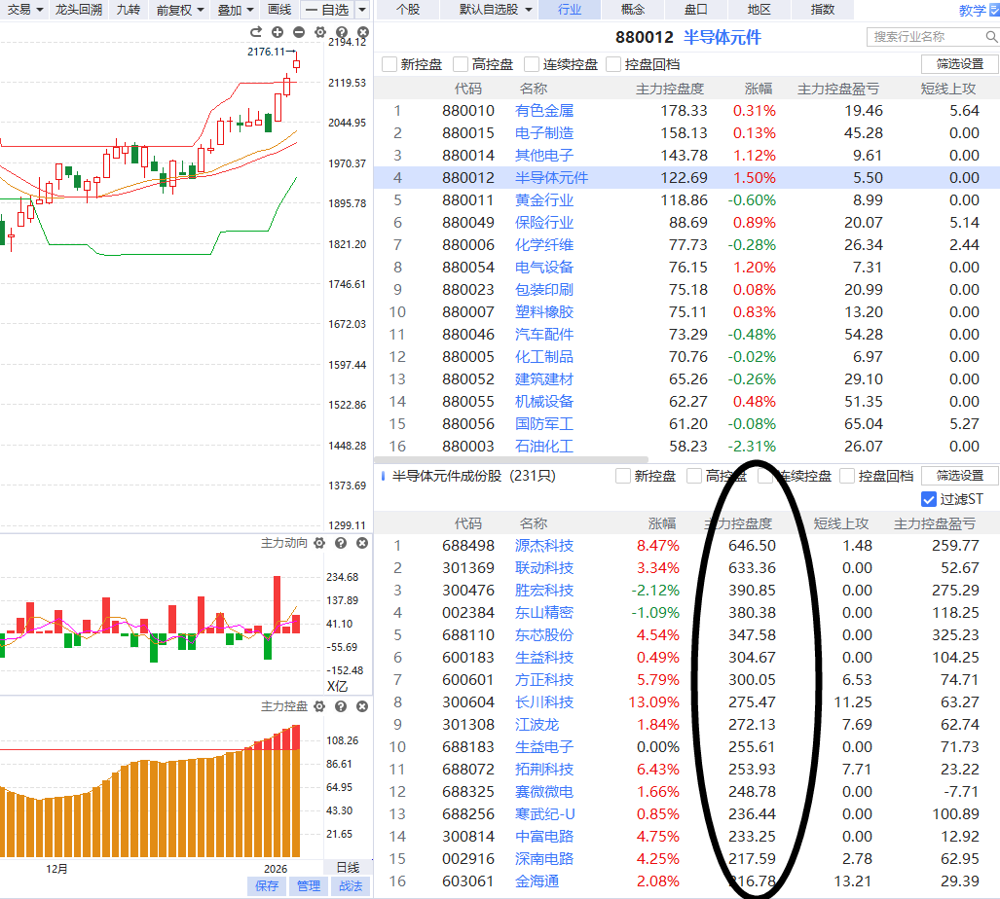 交易 龙头回溯 九转 前复权 叠加 画线 一自选
个股 默认自选股 行业 概念 盘口 地区 指数 教学
880012 半导体元件 搜索行业名称
新控盘 高控盘 连续控盘 控盘回档 筛选设置
代码 名称 主力控盘度 涨幅 主力控盘盈亏 短线上攻
1 880010 有色金属 178.33 0.31% 19.46 5.64
2 880015 电子制造 158.13 0.13% 45.28 0.00
3 880014 其他电子 143.78 1.12% 9.61 0.00
4 880012 半导体元件 122.69 1.50% 5.50 0.00
5 880011 黄金行业 118.86 -0.60% 8.99 0.00
6 880049 保险行业 88.69 0.89% 20.07 5.14
7 880006 化学纤维 77.73 -0.28% 26.34 2.44
8 880054 电气设备 76.15 1.20% 7.31 0.00
9 880023 包装印刷 75.18 0.08% 20.99 0.00
10 880007 塑料橡胶 75.11 0.83% 13.20 0.00
11 880046 汽车配件 73.29 -0.48% 54.28 0.00
12 880005 化工制品 70.76 -0.02% 6.97 0.00
13 880052 建筑建材 65.26 -0.26% 29.10 0.00
14 880055 机械设备 62.27 0.48% 51.35 0.00
15 880056 国防军工 61.20 -0.08% 65.04 5.27
16 880003 石油化工 58.23 -2.31% 26.07 0.00
半导体元件成份股（231只） 新控盘 高控盘 连续控盘 控盘回档 筛选设置
过滤ST
代码 名称 涨幅 主力控盘度 短线上攻 主力控盘盈亏
1 688498 源杰科技 8.47% 646.50 1.48 259.77
2 301369 联动科技 3.34% 633.36 0.00 52.67
3 300476 胜宏科技 -2.12% 390.85 0.00 275.29
4 002384 东山精密 -1.09% 380.38 0.00 118.25
5 688110 东芯股份 4.54% 347.58 0.00 325.23
6 600183 生益科技 0.49% 304.67 0.00 104.25
7 600601 方正科技 5.79% 300.05 6.53 74.71
8 300604 长川科技 13.09% 275.47 11.25 63.27
9 301308 江波龙 1.84% 272.13 7.69 62.74
10 688183 生益电子 0.00% 255.61 0.00 71.73
11 688072 拓荆科技 6.43% 253.93 7.71 23.22
12 688325 赛微微电 1.66% 248.78 0.00 -7.71
13 688256 寒武纪-U 0.85% 236.44 0.00 100.89
14 300814 中富电路 4.75% 233.25 0.00 12.92
15 002916 深南电路 4.25% 217.59 2.78 62.95
16 603061 金海通 2.08% 216.78 13.21 29.39
2176.11
2194.12
2119.53
2044.95
1970.37
1895.78
1821.20
1746.61
1672.03
1597.44
1522.86
1448.28
1373.69
1299.11
主力动向
234.68
137.89
41.10
-55.69
-152.48
X亿
主力控盘
108.26
86.61
64.95
43.30
21.65
12月 2026 日线
保存 管理 战法